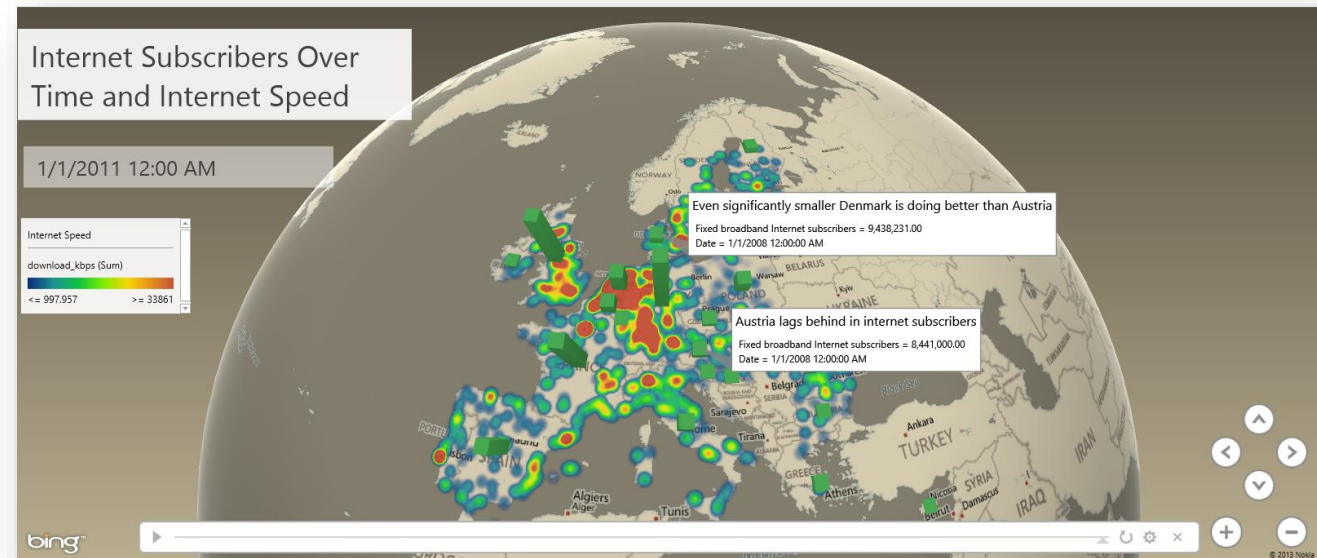 Internet Subscribers Over
Time and Internet Speed
1/1/2011 12:00 AM
Internet Speed
download_kbps (Sum)
<= 997.957 >= 33861
ICELAND
NORWAY
Even significantly smaller Denmark is doing better than Austria
Fixed broadband Internet subscribers = 9,438,231.00
Date = 1/1/2008 12:00:00 AM
Berlin
Warsaw
BELARUS
POLAND
Kyiv
Prague
Austria lags behind in internet subscribers
Fixed broadband Internet subscribers = 8,441,000.00
Date = 1/1/2008 12:00:00 AM
Belgrade
SERBIA
Black Sea
Sarajevo
Tirana
Ankara
TURKEY
SPAIN
GREECE
Athens
Nicosia
SYRIA
Beirut
Damascus
IRAQ
IRAN
Algiers
Alger
Tunis
bing
© 2013 Nokia